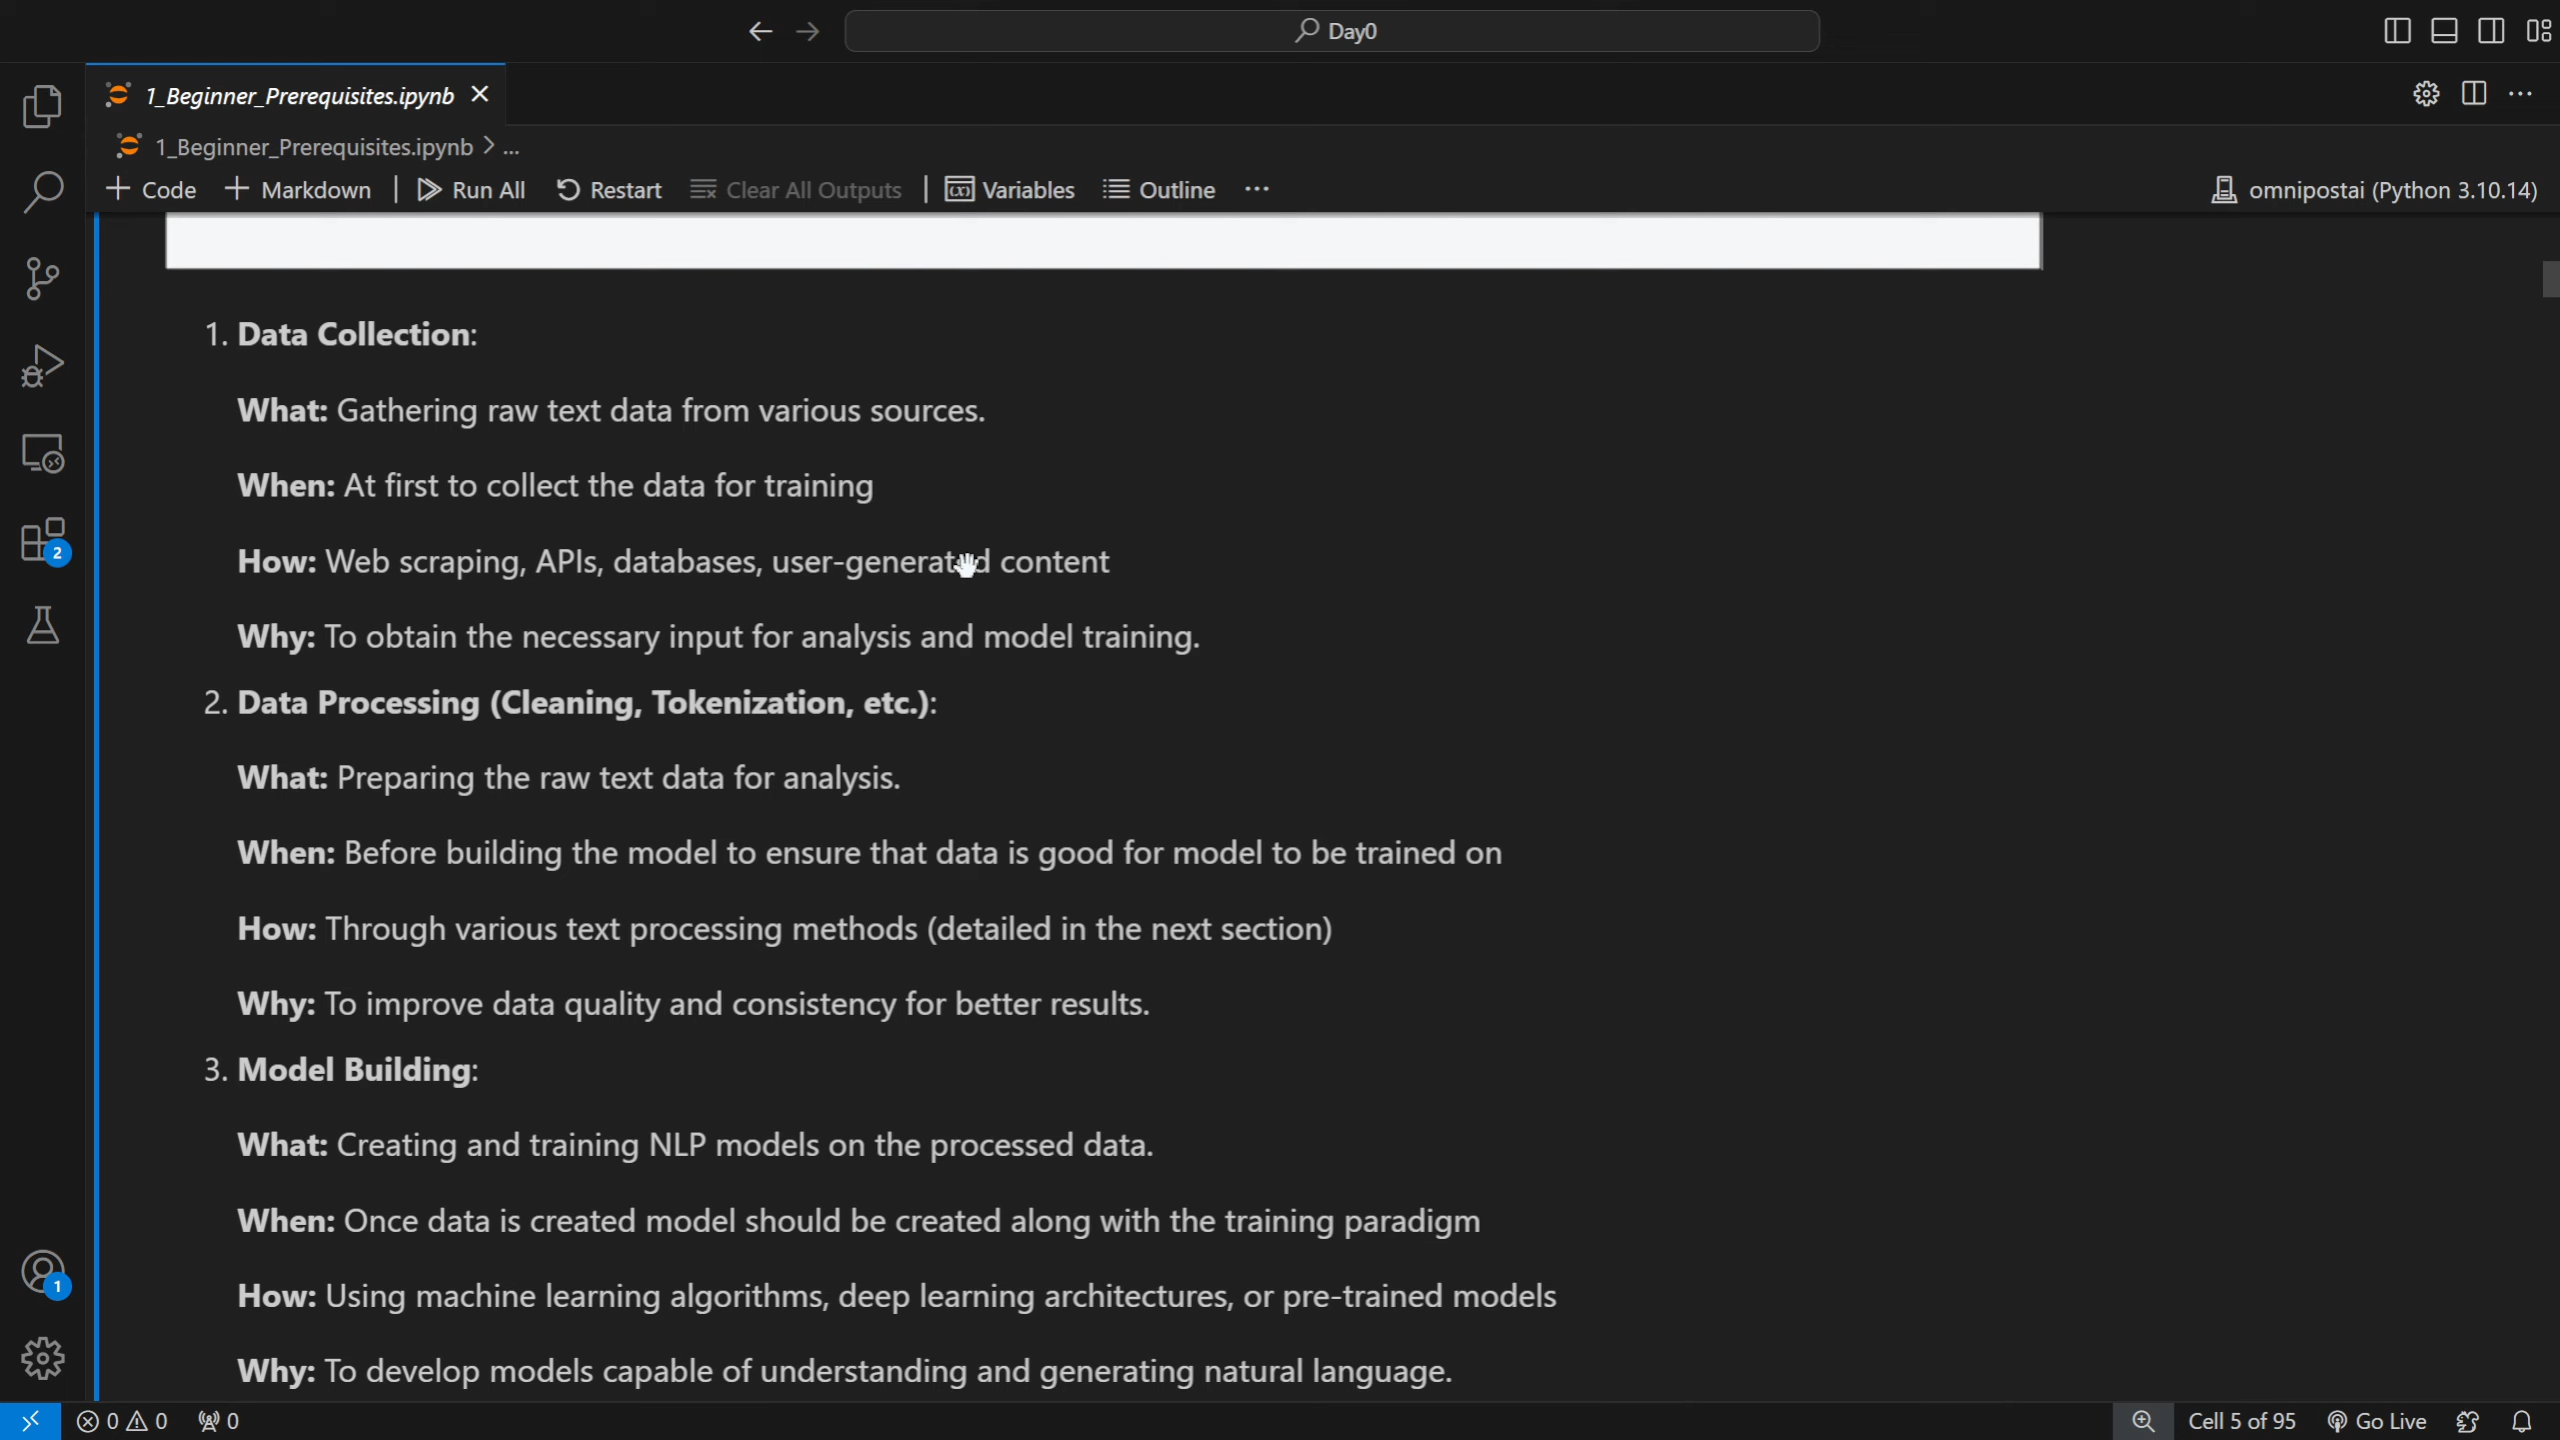 Day0
1_Beginner_Prerequisites.ipynb
1_Beginner_Prerequisites.ipynb > ...
+ Code + Markdown | Run All Restart Clear All Outputs | Variables Outline ... omnipostai (Python 3.10.14)
1. Data Collection:
What: Gathering raw text data from various sources.
When: At first to collect the data for training
How: Web scraping, APIs, databases, user-generated content
Why: To obtain the necessary input for analysis and model training.
2. Data Processing (Cleaning, Tokenization, etc.):
What: Preparing the raw text data for analysis.
When: Before building the model to ensure that data is good for model to be trained on
How: Through various text processing methods (detailed in the next section)
Why: To improve data quality and consistency for better results.
3. Model Building:
What: Creating and training NLP models on the processed data.
When: Once data is created model should be created along with the training paradigm
How: Using machine learning algorithms, deep learning architectures, or pre-trained models
Why: To develop models capable of understanding and generating natural language.
2
1
0 0 0 Cell 5 of 95 Go Live